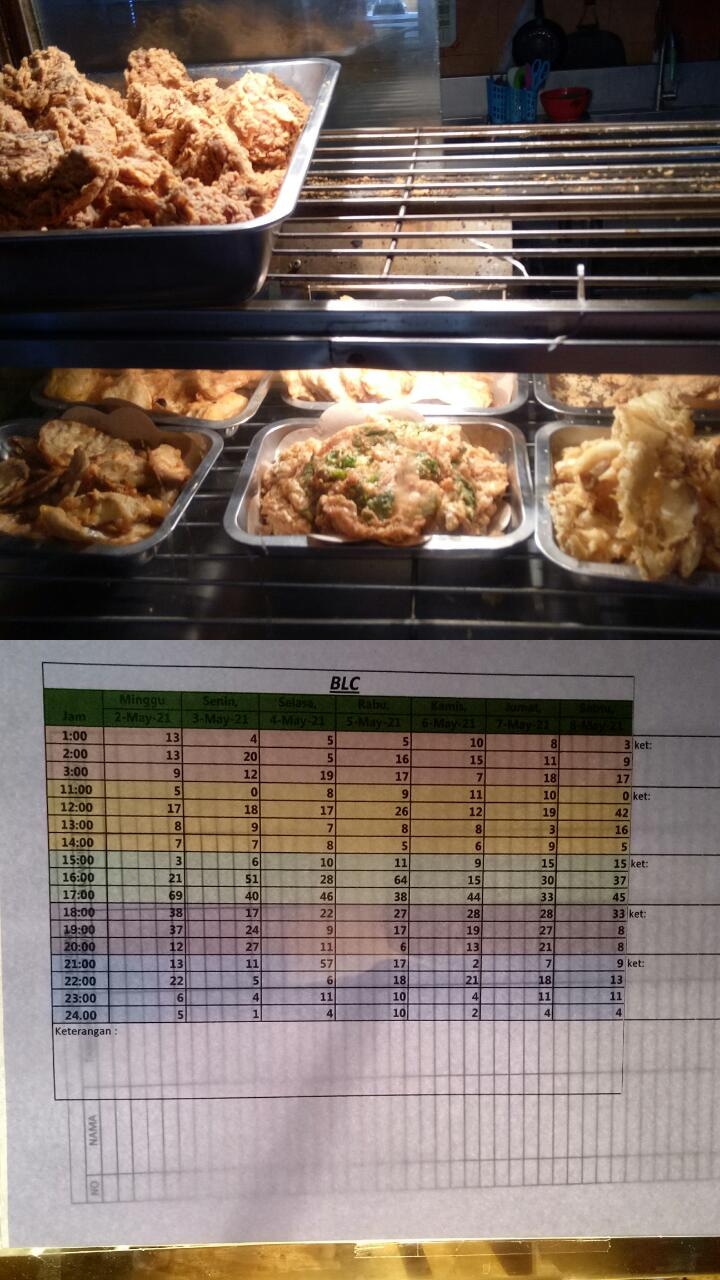 BLC
Jam Minggu Senin, Selasa, Rabu, Kamis, Jumat, Sabtu,
2-May-21 3-May-21 4-May-21 5-May-21 6-May-21 7-May-21 8-May-21
1:00 13 4 5 5 10 8 3 ket:
2:00 13 20 5 16 15 11 9
3:00 9 12 19 17 7 18 17
11:00 5 0 8 9 11 10 0 ket:
12:00 17 18 17 26 12 19 42
13:00 8 9 7 8 8 3 16
14:00 7 7 8 5 6 9 5
15:00 3 6 10 11 9 15 15 ket:
16:00 21 51 28 64 15 30 37
17:00 69 40 46 38 44 33 45
18:00 38 17 22 27 28 28 33 ket:
19:00 37 24 9 17 19 27 8
20:00 12 27 11 6 13 21 8
21:00 13 11 57 17 2 7 9 ket:
22:00 22 5 6 18 21 18 13
23:00 6 4 11 10 4 11 11
24.00 5 1 4 10 2 4 4
Keterangan :
NAMA
NO